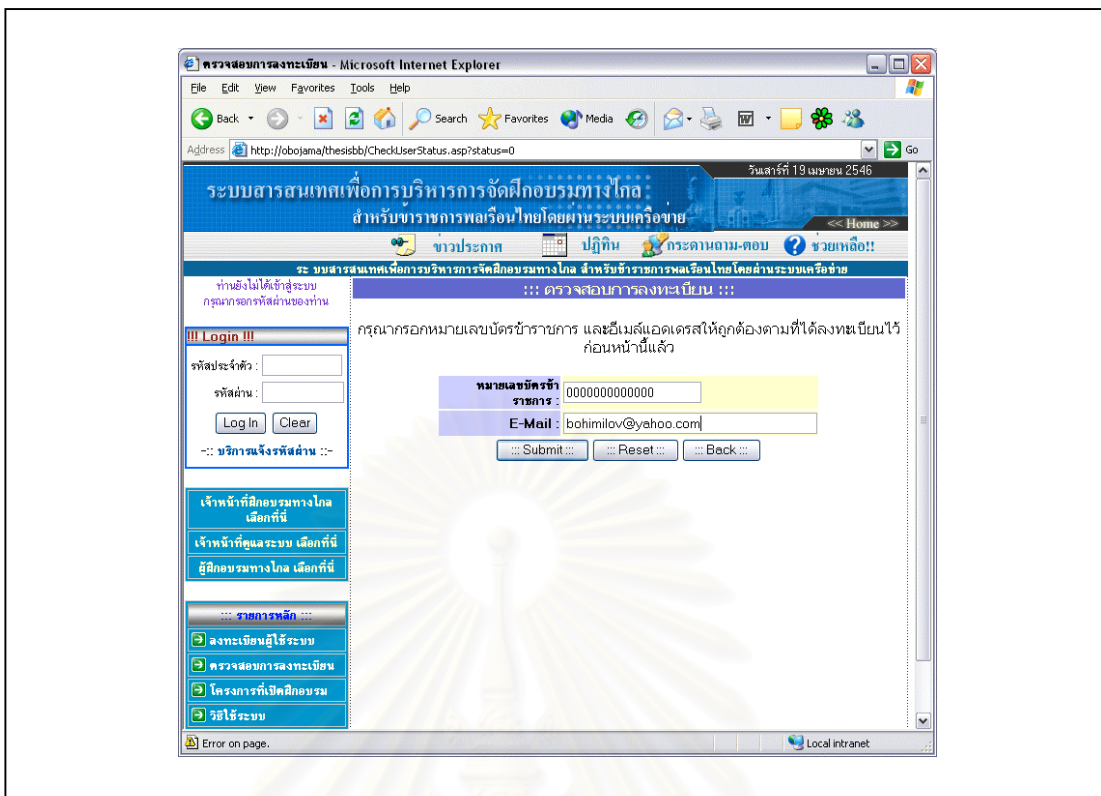 ตรวจสอบการลงทะเบียน - Microsoft Internet Explorer
File Edit View Favorites Tools Help
Back Search Favorites Media
Address http://obojama/thesisbb/CheckUserStatus.asp?status=0 Go
วันเสาร์ที่ 19 เมษายน 2546
ระบบสารสนเทศเพื่อการบริหารการจัดฝึกอบรมทางไกล
สำหรับข้าราชการพลเรือนไทยโดยผ่านระบบเครือข่าย
<< Home >>
ข่าวประกาศ ปฏิทิน กระดานถาม-ตอบ ช่วยเหลือ!!
ระ บบสารสนเทศเพื่อการบริหารการจัดฝึกอบรมทางไกล สำหรับข้าราชการพลเรือนไทยโดยผ่านระบบเครือข่าย
ท่านยังไม่ได้เข้าสู่ระบบ
กรุณากรอกรหัสผ่านของท่าน
!!! Login !!!
รหัสประจำตัว :
รหัสผ่าน :
Log In Clear
-:: บริการแจ้งรหัสผ่าน ::-
เจ้าหน้าที่ฝึกอบรมทางไกล
เลือกที่นี่
เจ้าหน้าที่ดูแลระบบ เลือกที่นี่
ผู้ฝึกอบรมทางไกล เลือกที่นี่
::: รายการหลัก :::
ลงทะเบียนผู้ใช้ระบบ
ตรวจสอบการลงทะเบียน
โครงการที่เปิดฝึกอบรม
วิธีใช้ระบบ
::: ตรวจสอบการลงทะเบียน :::
กรุณากรอกหมายเลขบัตรข้าราชการ และอีเมล์แอดเดรสให้ถูกต้องตามที่ได้ลงทะเบียนไว้
ก่อนหน้านี้แล้ว
หมายเลขบัตรข้า
ราชการ : 0000000000000
E-Mail : bohimilov@yahoo.com
::: Submit ::: ::: Reset ::: ::: Back :::
Error on page. Local intranet